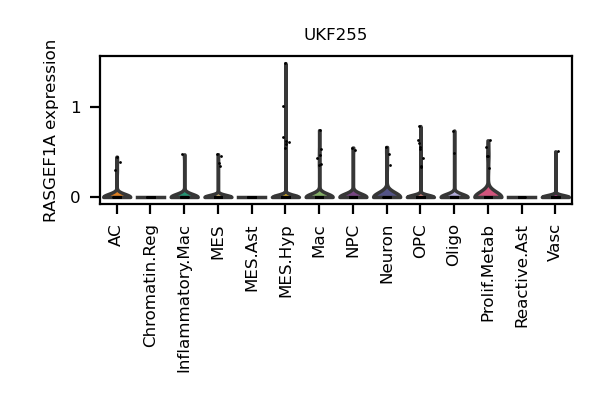 UKF255
RASGEF1A expression
1
0
AC
Chromatin.Reg
Inflammatory.Mac
MES
MES.Ast
MES.Hyp
Mac
NPC
Neuron
OPC
Oligo
Prolif.Metab
Reactive.Ast
Vasc